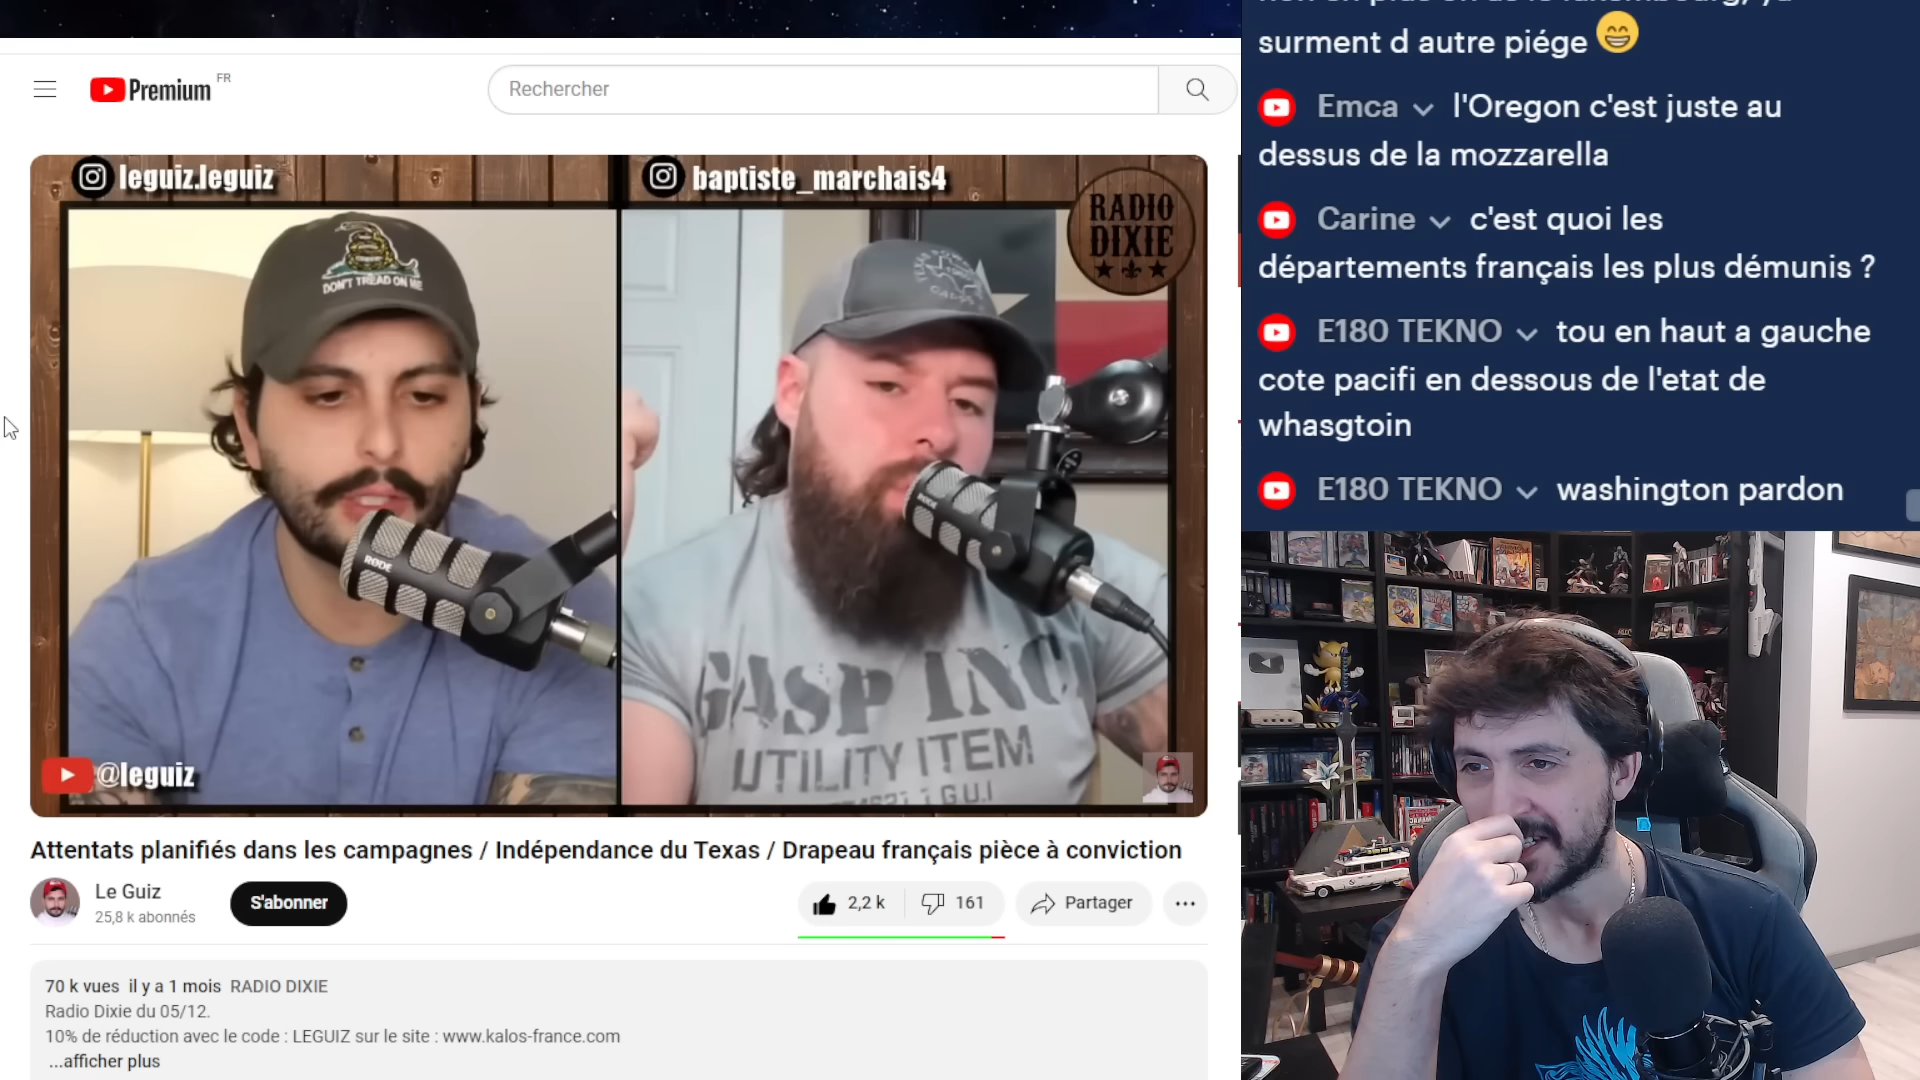 Premium FR
Rechercher
leguiz.leguiz
baptiste_marchais4
RADIO
DIXIE
DON'T TREAD ON ME
RØDE
RØDE
GASP INC
UTILITY ITEM
@leguiz
Attentats planifiés dans les campagnes / Indépendance du Texas / Drapeau français pièce à conviction
Le Guiz
25,8 k abonnés
S'abonner
2,2 k
161
Partager
70 k vues il y a 1 mois RADIO DIXIE
Radio Dixie du 05/12.
10% de réduction avec le code : LEGUIZ sur le site : www.kalos-france.com
...afficher plus
surment d autre piége
Emca l'Oregon c'est juste au
dessus de la mozzarella
Carine c'est quoi les
départements français les plus démunis ?
E180 TEKNO tou en haut a gauche
cote pacifi en dessous de l'etat de
whasgtoin
E180 TEKNO washington pardon